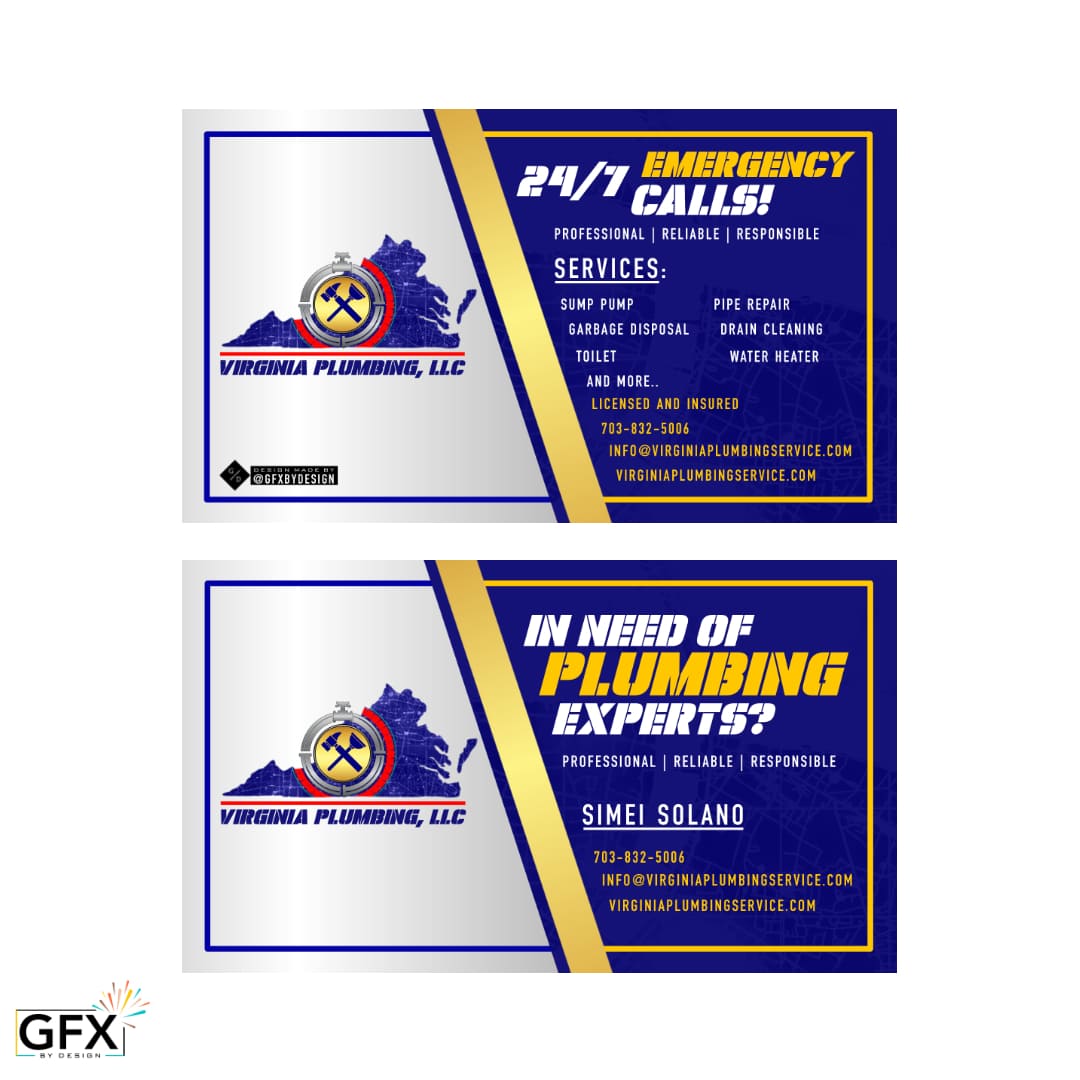 24/7 EMERGENCY
CALLS!
PROFESSIONAL | RELIABLE | RESPONSIBLE
SERVICES:
SUMP PUMP PIPE REPAIR
GARBAGE DISPOSAL DRAIN CLEANING
TOILET WATER HEATER
AND MORE..
LICENSED AND INSURED
703-832-5006
INFO@VIRGINIAPLUMBINGSERVICE.COM
VIRGINIAPLUMBINGSERVICE.COM
VIRGINIA PLUMBING, LLC
G/D
DESIGN MADE BY
@GFXBYDESIGN
IN NEED OF
PLUMBING
EXPERTS?
PROFESSIONAL | RELIABLE | RESPONSIBLE
SIMEI SOLANO
703-832-5006
INFO@VIRGINIAPLUMBINGSERVICE.COM
VIRGINIAPLUMBINGSERVICE.COM
VIRGINIA PLUMBING, LLC
GFX
BY DESIGN